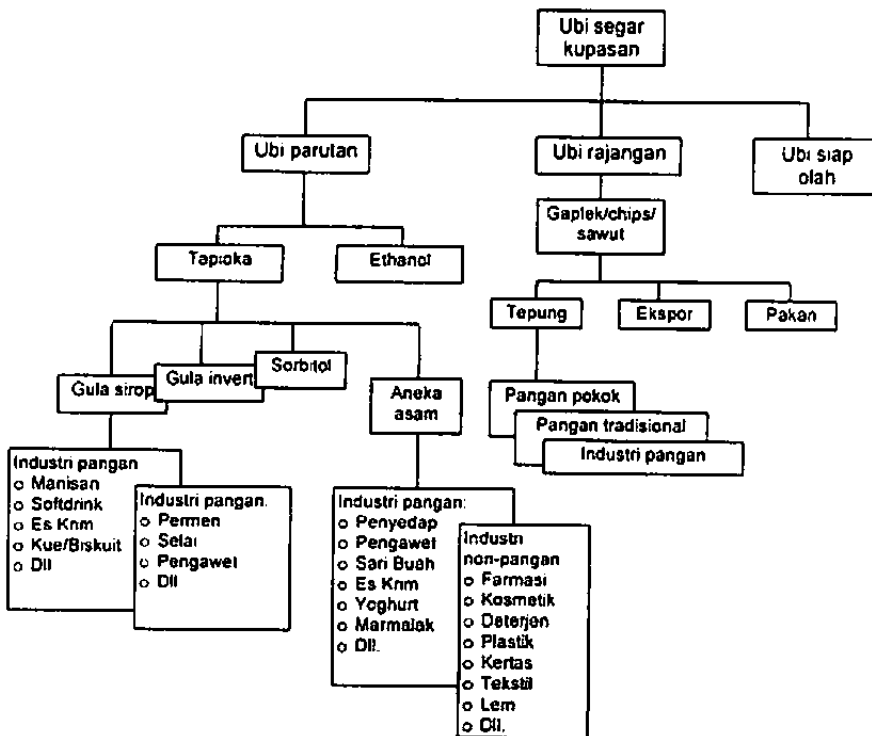 Ubi segar
kupasan
Ubi parutan
Ubi rajangan
Ubi siap
olah
Gaplek/chips/
sawut
Tapioka
Ethanol
Tepung
Ekspor
Pakan
Gula sirop
Gula invert
Sorbitol
Aneka
asam
Pangan pokok
Pangan tradisional
Industri pangan
Industri pangan
o Manisan
o Softdrink
o Es Krim
o Kue/Biskuit
o Dll
Industri pangan:
o Permen
o Selai
o Pengawet
o Dll
Industri pangan:
o Penyedap
o Pengawet
o Sari Buah
o Es Krim
o Yoghurt
o Marmalak
o Dll.
Industri
non-pangan
o Farmasi
o Kosmetik
o Deterjen
o Plastik
o Kertas
o Tekstil
o Lem
o Dll.